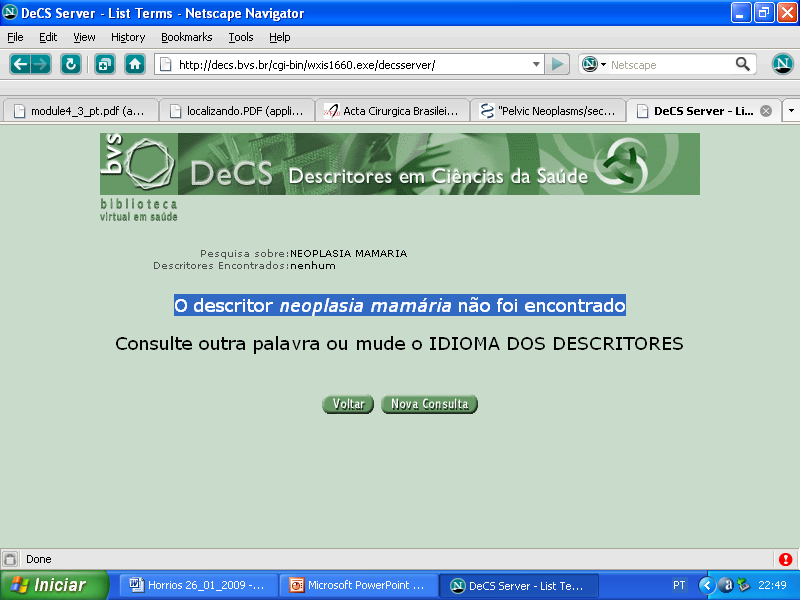 DeCS Server - List Terms - Netscape Navigator
File Edit View History Bookmarks Tools Help
http://decs.bvs.br/cgi-bin/wxis1660.exe/decsserver/ Netscape
module4_3_pt.pdf (a... localizando.PDF (appli... Acta Cirurgica Brasilei... "Pelvic Neoplasms/sec... DeCS Server - Li...
bvs DeCS Descritores em Ciências da Saúde
biblioteca
virtual em saúde
Pesquisa sobre:NEOPLASIA MAMARIA
Descritores Encontrados:nenhum
O descritor neoplasia mamária não foi encontrado
Consulte outra palavra ou mude o IDIOMA DOS DESCRITORES
Voltar Nova Consulta
Done
Iniciar Horrios 26_01_2009 -... Microsoft PowerPoint ... DeCS Server - List Te... PT 22:49